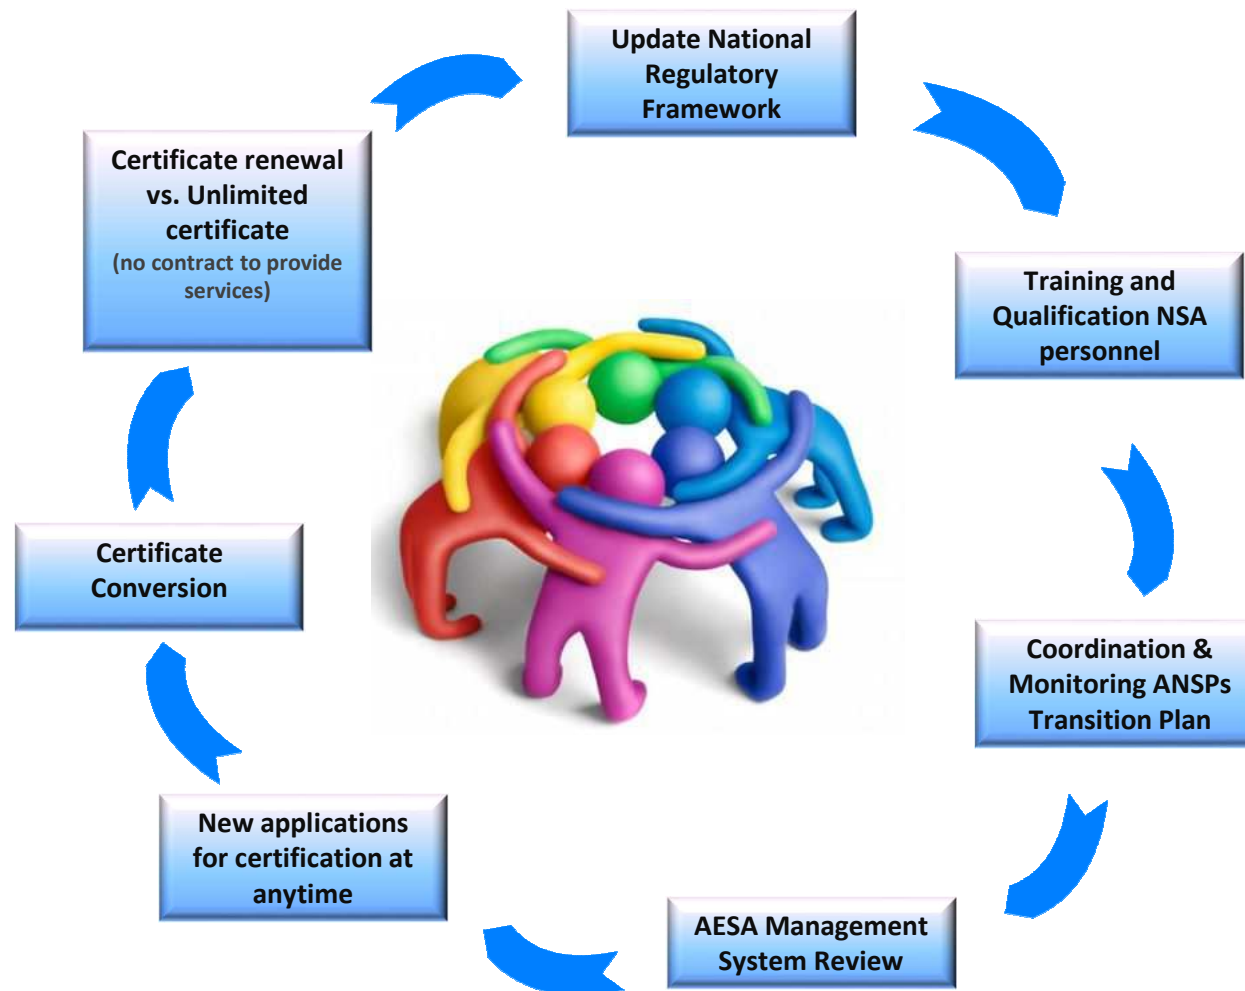 Update National
Regulatory
Framework
Training and
Qualification NSA
personnel
Coordination &
Monitoring ANSPs
Transition Plan
AESA Management
System Review
New applications
for certification at
anytime
Certificate
Conversion
Certificate renewal
vs. Unlimited
certificate
(no contract to provide
services)